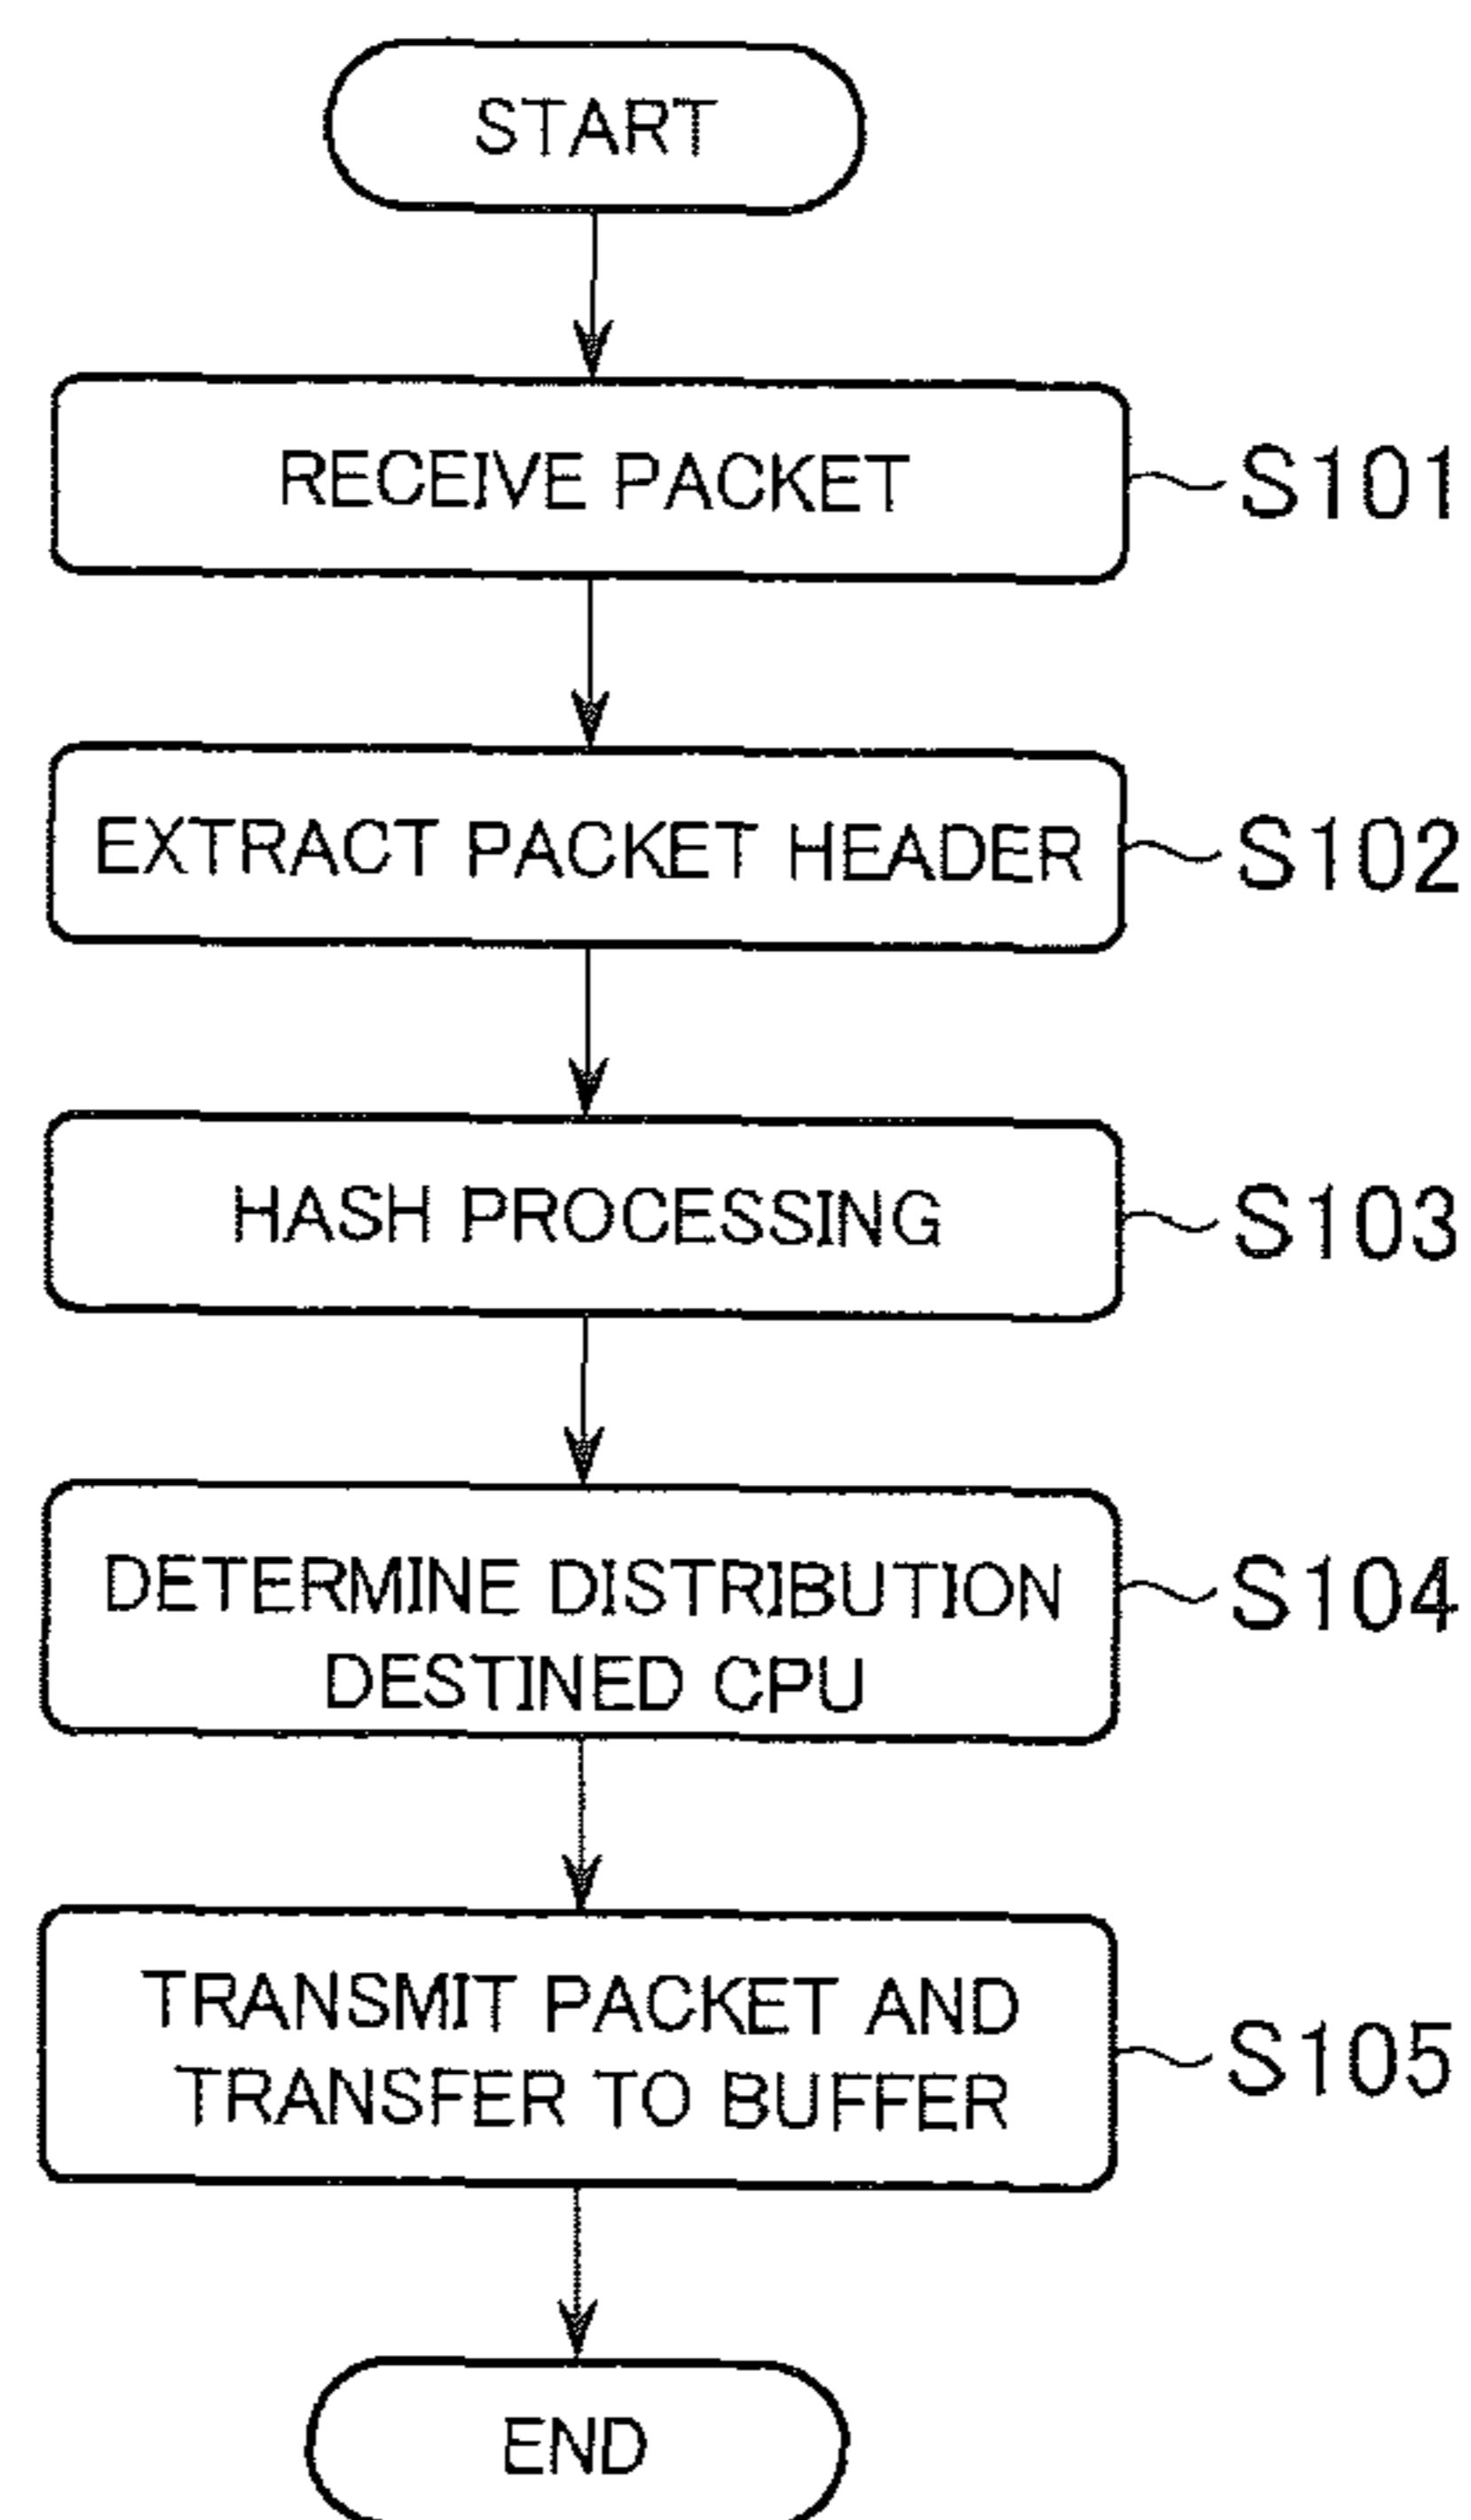 START
RECEIVE PACKET
S101
EXTRACT PACKET HEADER
S102
HASH PROCESSING
S103
DETERMINE DISTRIBUTION
DESTINED CPU
S104
TRANSMIT PACKET AND
TRANSFER TO BUFFER
S105
END